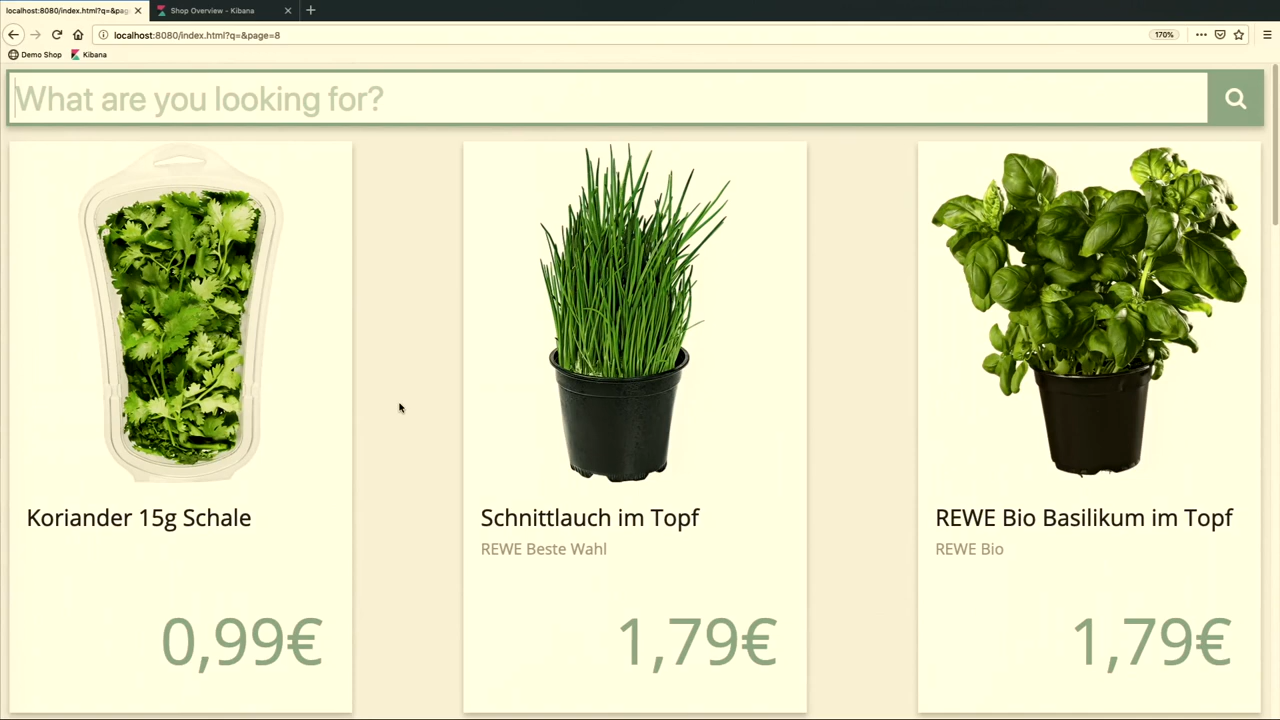 localhost:8080/index.html?q=&pag
Shop Overview - Kibana
localhost:8080/index.html?q=&page=8
170%
Demo Shop
Kibana
What are you looking for?
Koriander 15g Schale
0,99€
Schnittlauch im Topf
REWE Beste Wahl
1,79€
REWE Bio Basilikum im Topf
REWE Bio
1,79€